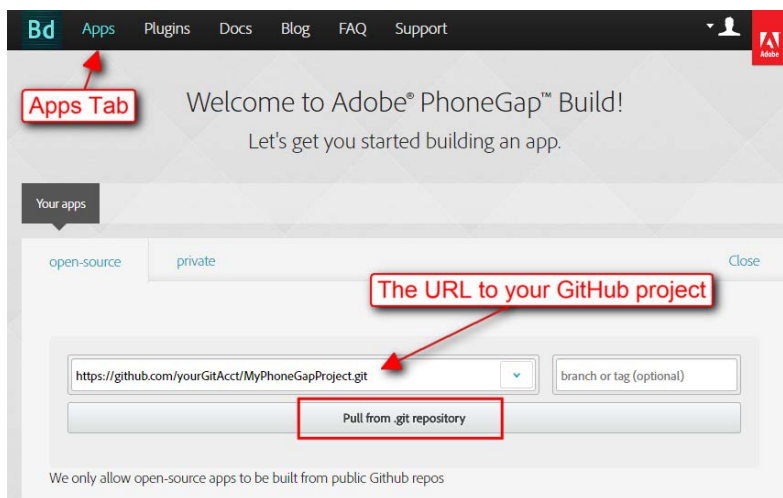 Bd Apps Plugins Docs Blog FAQ Support
Adobe
Apps Tab
Welcome to Adobe® PhoneGap™ Build!
Let's get you started building an app.
Your apps
open-source private Close
The URL to your GitHub project
https://github.com/yourGitAcct/MyPhoneGapProject.git branch or tag (optional)
Pull from .git repository
We only allow open-source apps to be built from public Github repos